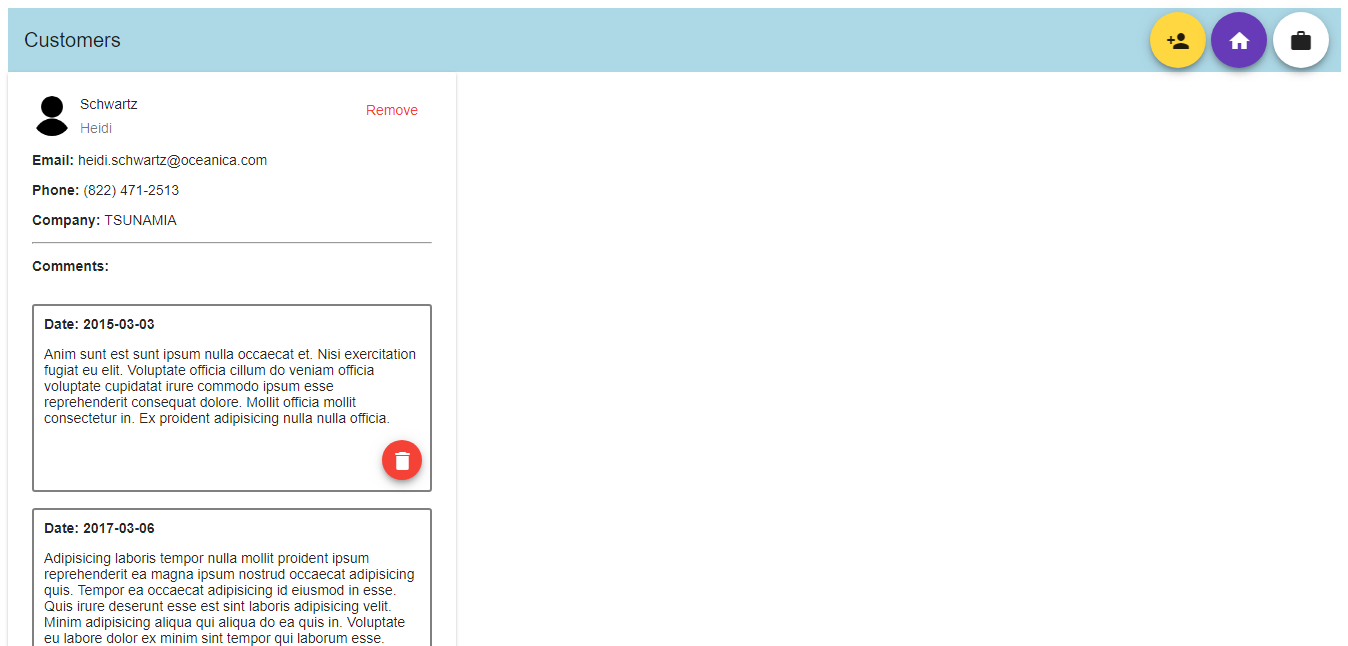 Customers
Schwartz
Remove
Heidi
Email: heidi.schwartz@oceanica.com
Phone: (822) 471-2513
Company: TSUNAMIA
Comments:
Date: 2015-03-03
Anim sunt est sunt ipsum nulla occaecat et. Nisi exercitation
fugiat eu elit. Voluptate officia cillum do veniam officia
voluptate cupidatat irure commodo ipsum esse
reprehenderit consequat dolore. Mollit officia mollit
consectetur in. Ex proident adipisicing nulla nulla officia.
Date: 2017-03-06
Adipisicing laboris tempor nulla mollit proident ipsum
reprehenderit ea magna ipsum nostrud occaecat adipisicing
quis. Tempor ea occaecat adipisicing id eiusmod in esse.
Quis irure deserunt esse est sint laboris adipisicing velit.
Minim adipisicing aliqua qui aliqua do ea quis in. Voluptate
eu labore dolor ex minim sint tempor qui laborum esse.